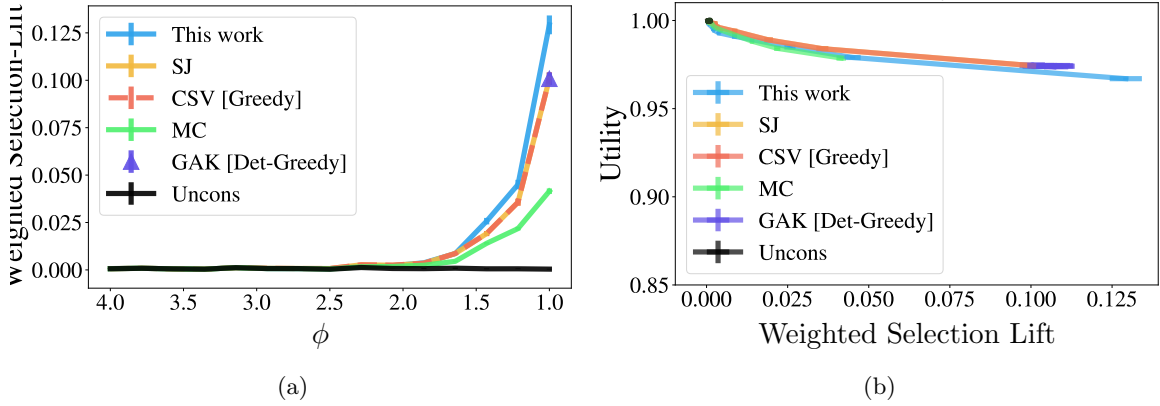 Weighted Selection-Lift
0.125
0.100
0.075
0.050
0.025
0.000
This work
SJ
CSV [Greedy]
MC
GAK [Det-Greedy]
Uncons
4.0 3.5 3.0 2.5 2.0 1.5 1.0
ϕ
(a)
Utility
1.00
0.95
0.90
0.85
This work
SJ
CSV [Greedy]
MC
GAK [Det-Greedy]
Uncons
0.000 0.025 0.050 0.075 0.100 0.125
Weighted Selection Lift
(b)